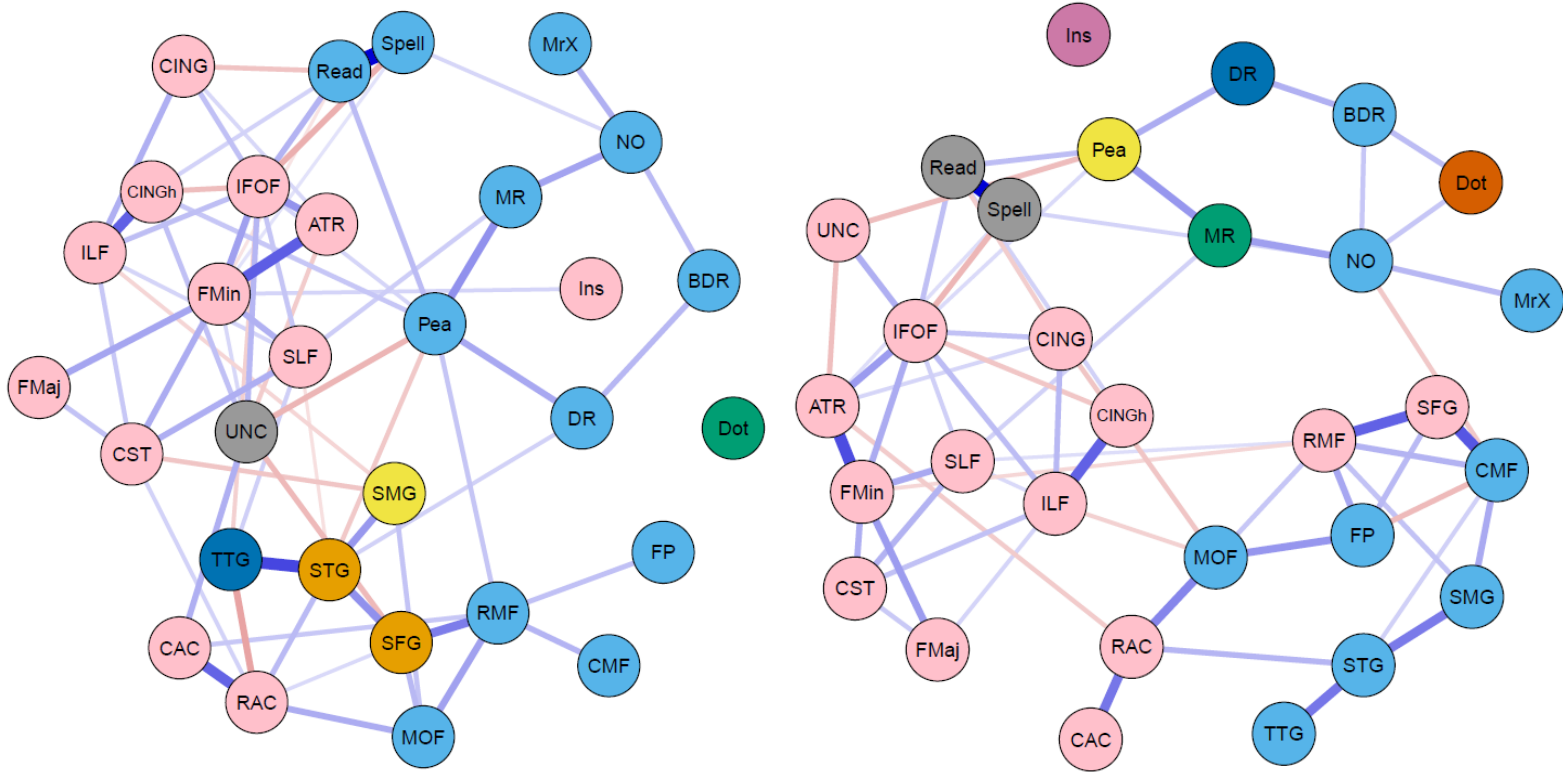 Spell
MrX
CING
Read
NO
CINGh
IFOF
MR
ATR
ILF
Ins
BDR
FMin
Pea
SLF
FMaj
DR
UNC
Dot
CST
SMG
TTG
STG
FP
RMF
SFG
CAC
CMF
RAC
MOF
Ins
DR
BDR
Pea
Read
Dot
Spell
UNC
MR
NO
MrX
IFOF
CING
ATR
CINGh
SFG
RMF
SLF
CMF
FMin
ILF
FP
MOF
CST
SMG
RAC
FMaj
STG
TTG
CAC